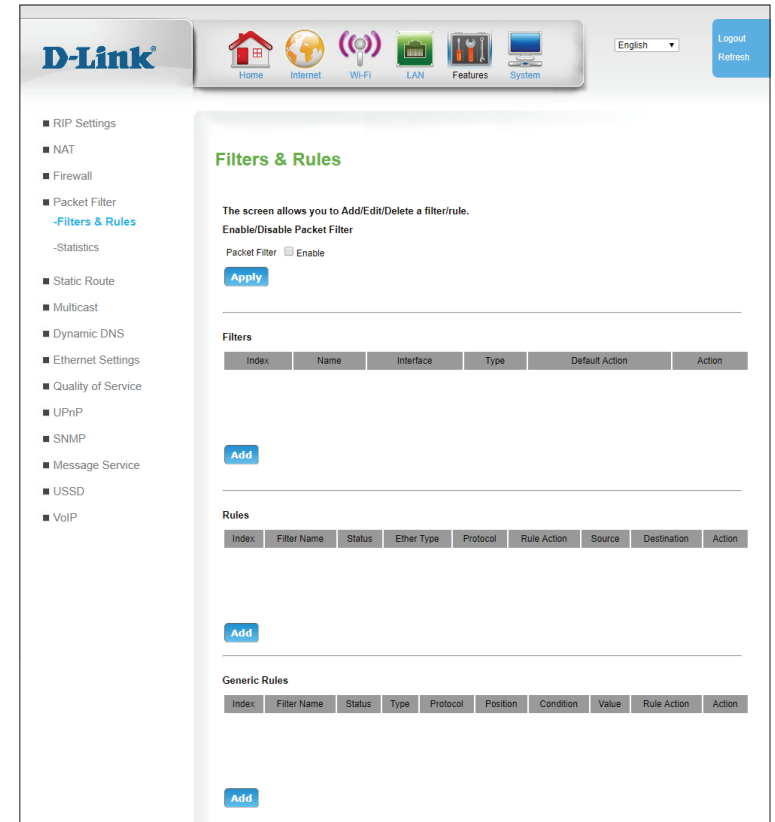 D-Link
Home Internet Wi-Fi LAN Features System
English
Logout
Refresh
RIP Settings
NAT
Firewall
Packet Filter
-Filters & Rules
-Statistics
Static Route
Multicast
Dynamic DNS
Ethernet Settings
Quality of Service
UPnP
SNMP
Message Service
USSD
VoIP
Filters & Rules
The screen allows you to Add/Edit/Delete a filter/rule.
Enable/Disable Packet Filter
Packet Filter Enable
Apply
Filters
Index Name Interface Type Default Action Action
Add
Rules
Index Filter Name Status Ether Type Protocol Rule Action Source Destination Action
Add
Generic Rules
Index Filter Name Status Type Protocol Position Condition Value Rule Action Action
Add